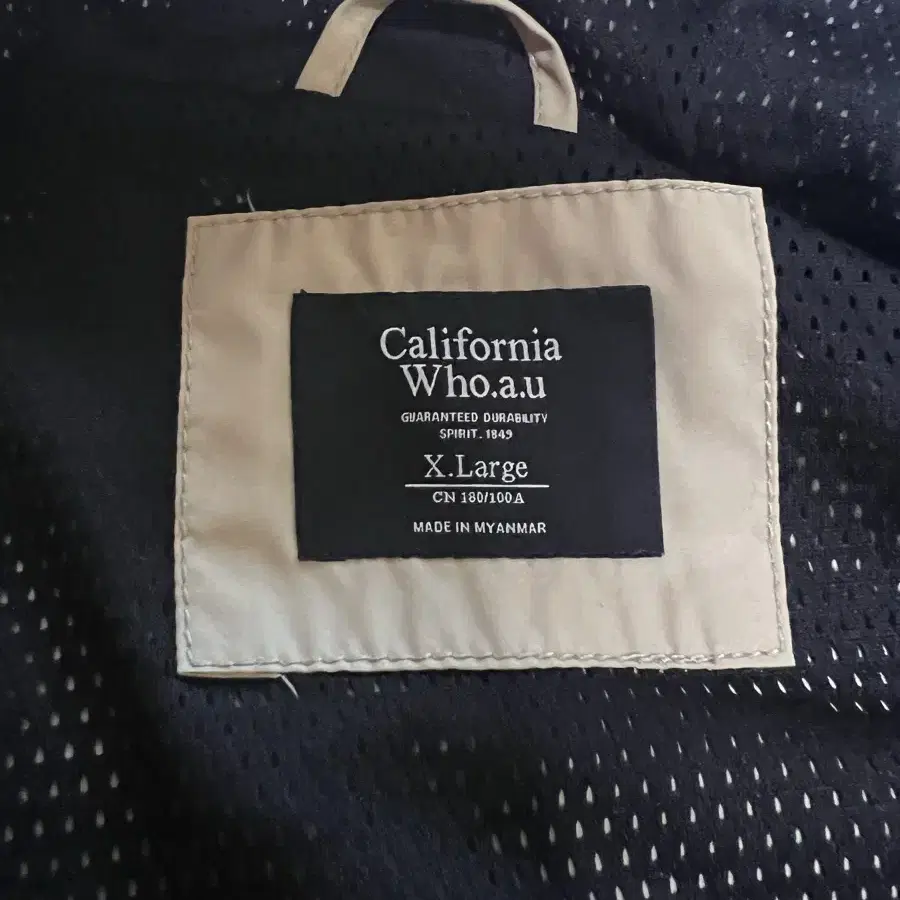 California
Who.a.u
GUARANTEED DURABILITY
SPIRIT. 1849
X.Large
CN 180/100A
MADE IN MYANMAR